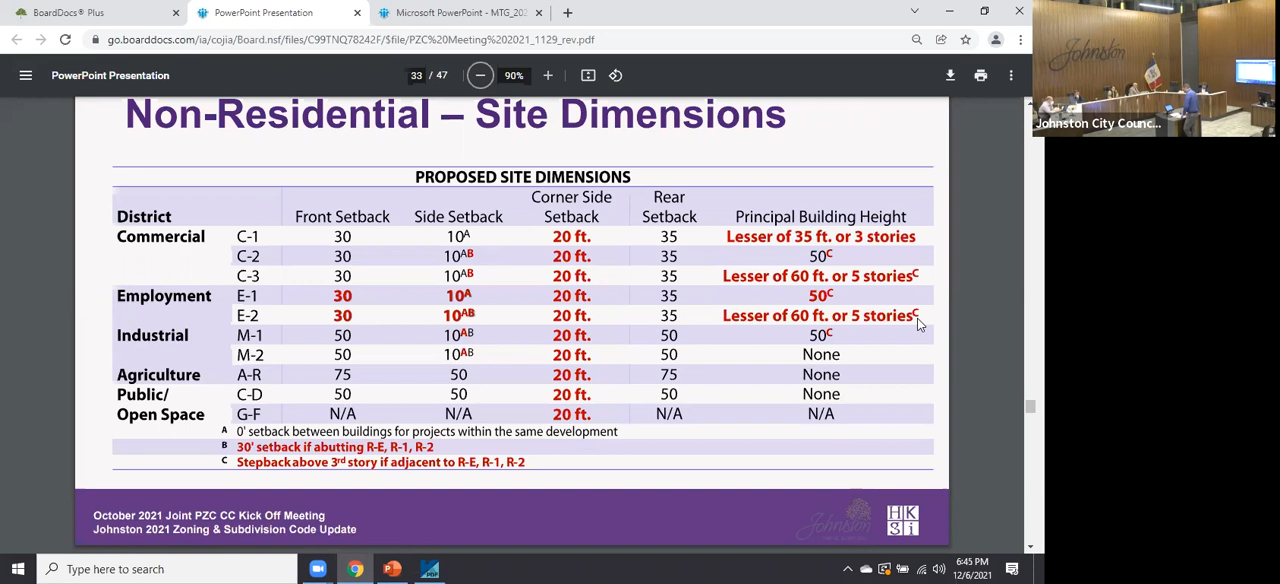 BoardDocs® Plus
PowerPoint Presentation
Microsoft PowerPoint - MTG_202
go.boarddocs.com/ia/cojia/Board.nsf/files/C99TNQ78242F/$file/PZC%20Meeting%202021_1129_rev.pdf
PowerPoint Presentation
33 / 47
90%
Johnston
Johnston City Counc...
Non-Residential – Site Dimensions
PROPOSED SITE DIMENSIONS
District Front Setback Side Setback Corner Side Setback Rear Setback Principal Building Height
Commercial C-1 30 10A 20 ft. 35 Lesser of 35 ft. or 3 stories
C-2 30 10AB 20 ft. 35 50C
C-3 30 10AB 20 ft. 35 Lesser of 60 ft. or 5 storiesC
Employment E-1 30 10A 20 ft. 35 50C
E-2 30 10AB 20 ft. 35 Lesser of 60 ft. or 5 storiesC
Industrial M-1 50 10AB 20 ft. 50 50C
M-2 50 10AB 20 ft. 50 None
Agriculture A-R 75 50 20 ft. 75 None
Public/ C-D 50 50 20 ft. 50 None
Open Space G-F N/A N/A 20 ft. N/A N/A
A 0' setback between buildings for projects within the same development
B 30' setback if abutting R-E, R-1, R-2
C Stepback above 3rd story if adjacent to R-E, R-1, R-2
October 2021 Joint PZC CC Kick Off Meeting
Johnston 2021 Zoning & Subdivision Code Update
Johnston
HK
GI
Type here to search
6:45 PM
12/6/2021